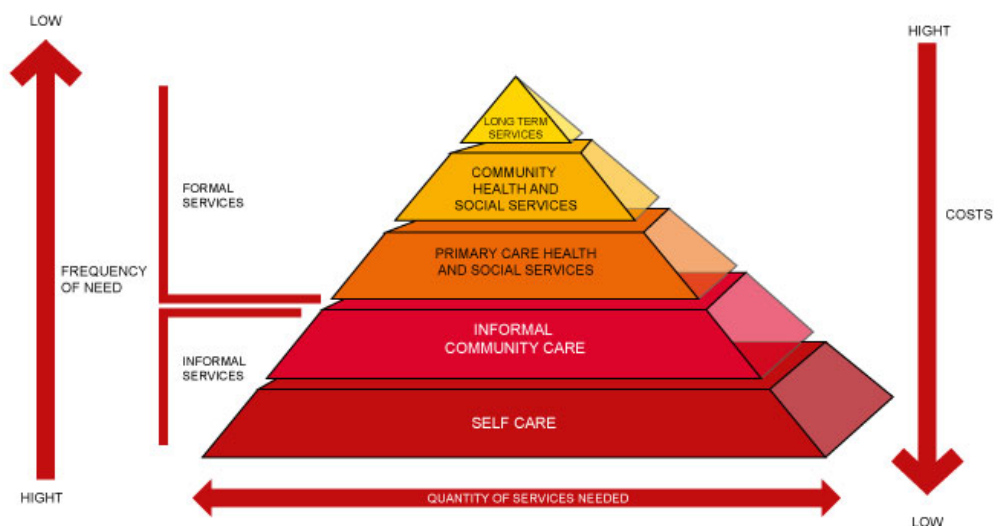 LOW
HIGHT
LONG TERM
SERVICES
COMMUNITY
HEALTH AND
SOCIAL SERVICES
FORMAL
SERVICES
COSTS
PRIMARY CARE HEALTH
AND SOCIAL SERVICES
FREQUENCY
OF NEED
INFORMAL
COMMUNITY CARE
INFORMAL
SERVICES
SELF CARE
HIGHT
QUANTITY OF SERVICES NEEDED
LOW